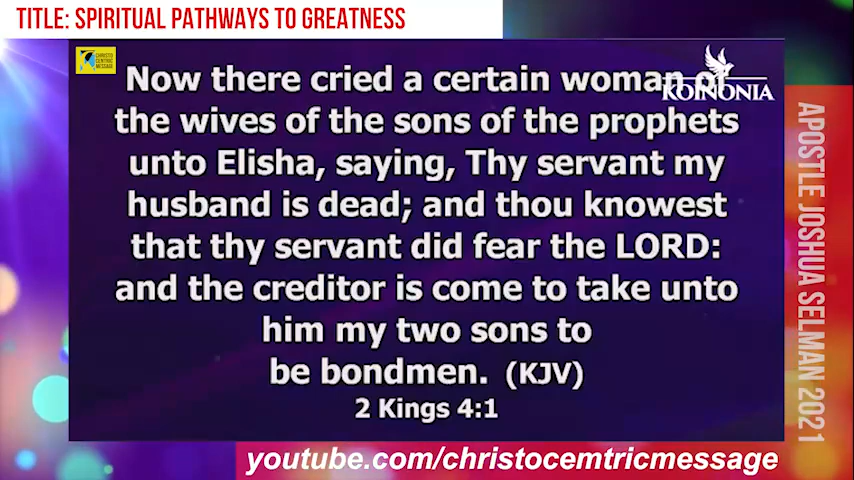 TITLE: SPIRITUAL PATHWAYS TO GREATNESS
CHRISTO
CENTRIC
MESSAGE
KOINONIA
Now there cried a certain woman of
the wives of the sons of the prophets
unto Elisha, saying, Thy servant my
husband is dead; and thou knowest
that thy servant did fear the LORD:
and the creditor is come to take unto
him my two sons to
be bondmen. (KJV)
2 Kings 4:1
APOSTLE JOSHUA SELMAN 2021
youtube.com/christocemtricmessage